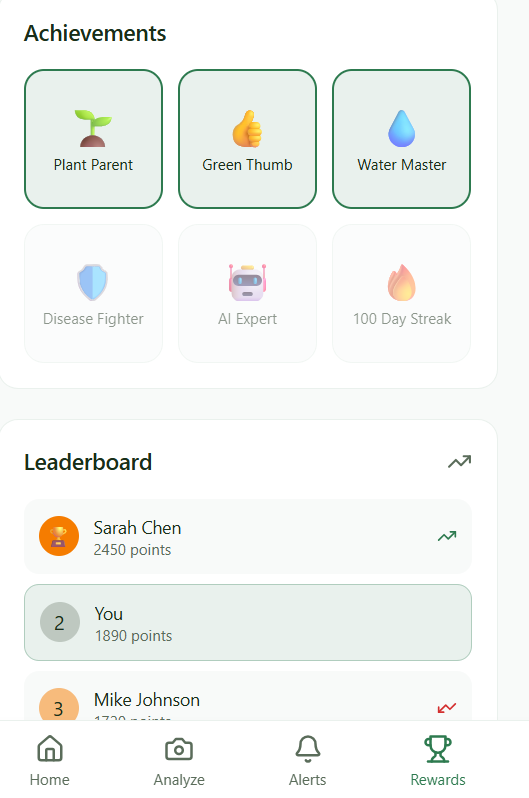 Achievements
Plant Parent
Green Thumb
Water Master
Disease Fighter
AI Expert
100 Day Streak
Leaderboard
Sarah Chen
2450 points
2
You
1890 points
3
Mike Johnson
points
Home
Analyze
Alerts
Rewards